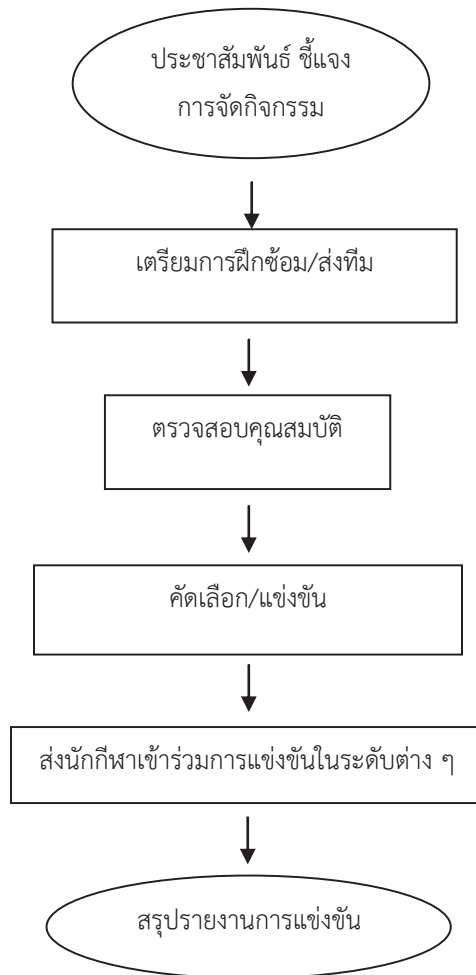 ประชาสัมพันธ์ ชี้แจง
การจัดกิจกรรม
เตรียมการฝึกซ้อม/ส่งทีม
ตรวจสอบคุณสมบัติ
คัดเลือก/แข่งขัน
ส่งนักกีฬาเข้าร่วมการแข่งขันในระดับต่าง ๆ
สรุปรายงานการแข่งขัน